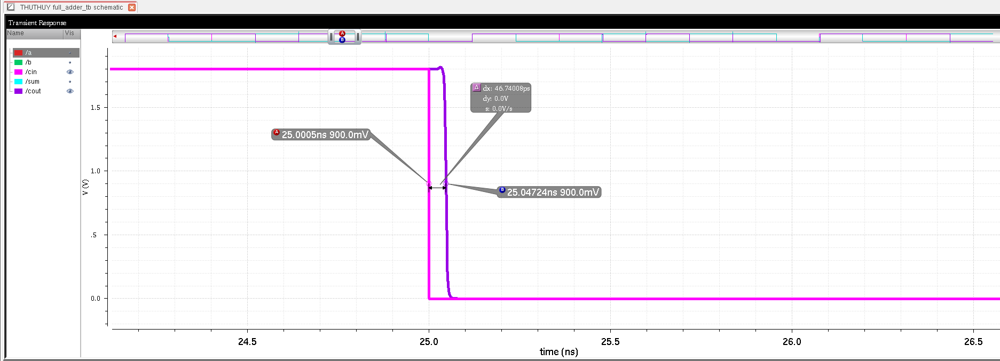 THUTHUY full_adder_tb schematic
Transient Response
Name Vis
A
B
/a
/b
/cin
/sum
/cout
1.5
1.0
.5
0.0
V (V)
Δ dx: 46.74008ps
dy: 0.0V
s: 0.0V/s
A 25.0005ns 900.0mV
B 25.04724ns 900.0mV
24.5 25.0 25.5 26.0 26.5
time (ns)